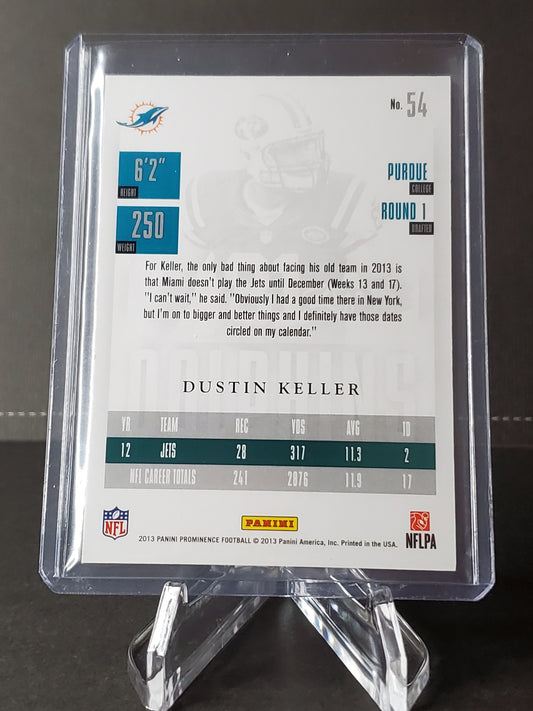 No. 54
6'2"
HEIGHT
PURDUE
COLLEGE
250
WEIGHT
ROUND 1
DRAFTED
For Keller, the only bad thing about facing his old team in 2013 is
that Miami doesn't play the Jets until December (Weeks 13 and 17).
"I can't wait," he said. "Obviously I had a good time there in New York,
but I'm on to bigger and better things and I definitely have those dates
circled on my calendar."
DOLPHINS
DUSTIN KELLER
YR TEAM REC YDS AVG TD
12 JETS 28 317 11.3 2
NFL CAREER TOTALS 241 2876 11.9 17
NFL
PANINI
NFLPA
2013 PANINI PROMINENCE FOOTBALL © 2013 Panini America, Inc. Printed in the USA.